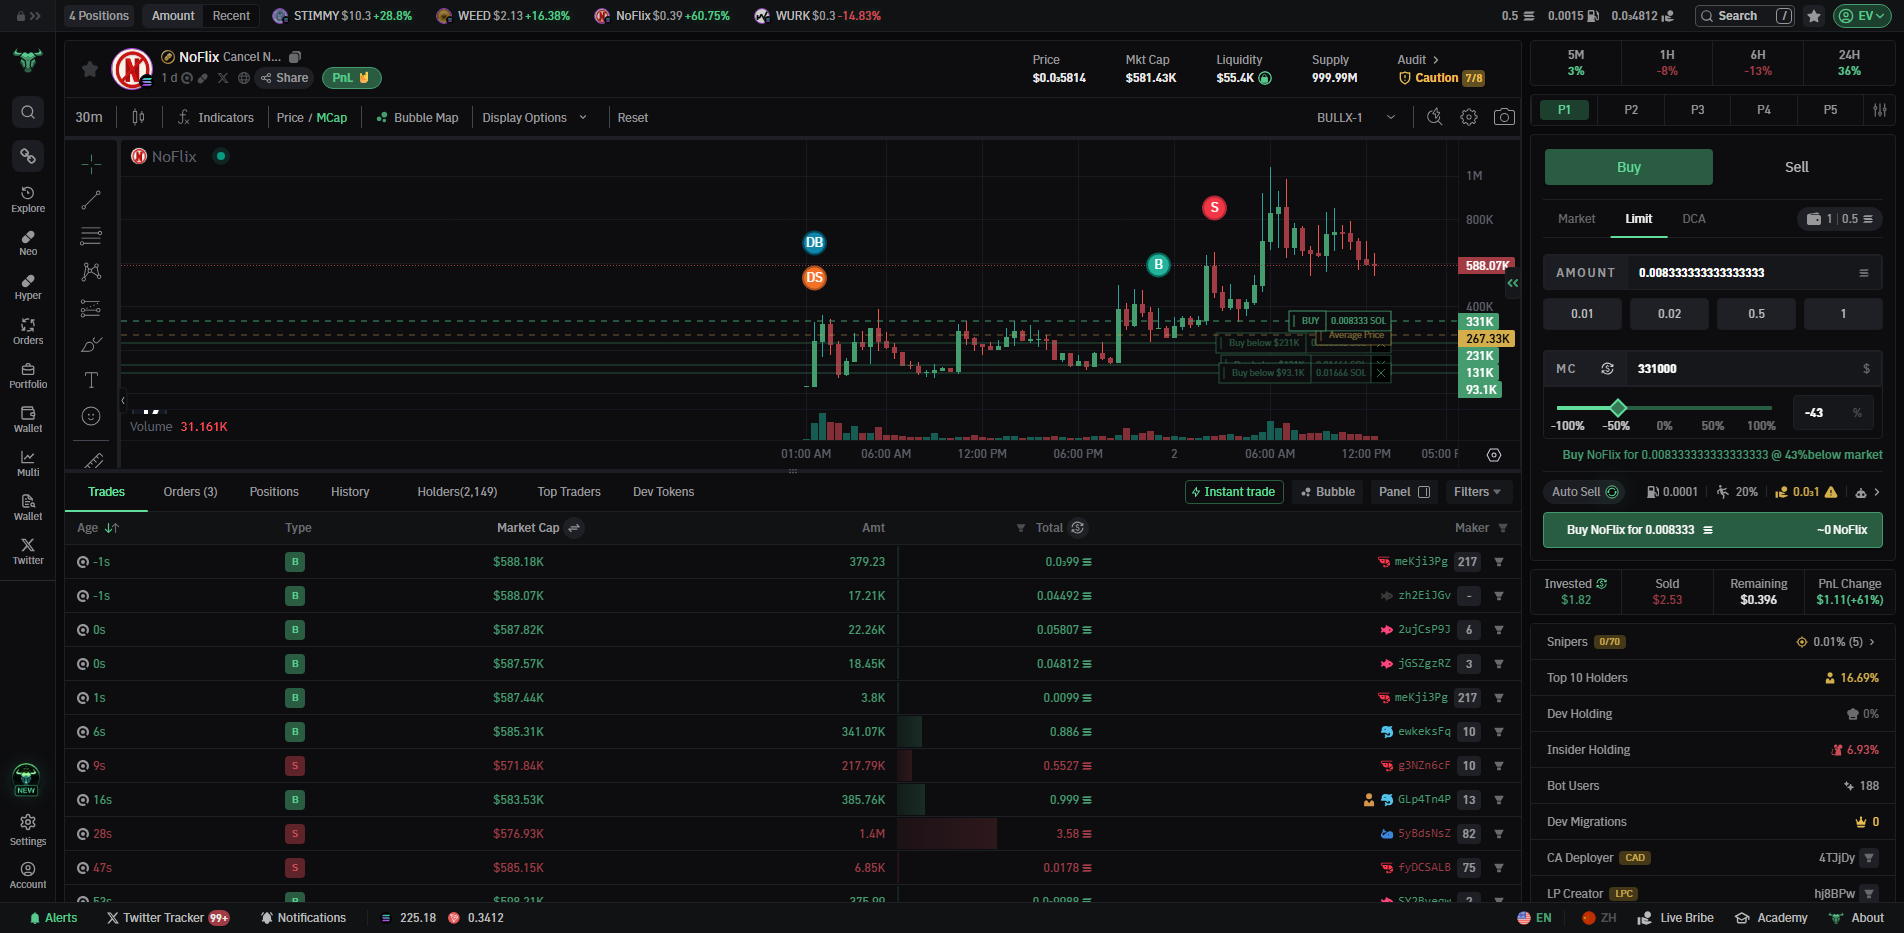 4 Positions Amount Recent STIMMY $10.3 +28.8% WEED $2.13 +16.38% NoFlix $0.39 +60.75% WURK $0.3 -14.83% 0.5 0.0015 0.0₃4812 Search / EV
NoFlix Cancel N...
1 d Share PnL
Price Mkt Cap Liquidity Supply Audit
$0.0₃5814 $581.43K $55.4K 999.99M Caution 7/8
5M 1H 6H 24H
3% -8% -13% 36%
P1 P2 P3 P4 P5
30m Indicators Price / MCap Bubble Map Display Options Reset BULLX-1
Explore
Neo
Hyper
Orders
Portfolio
Wallet
Multi
Wallet
Twitter
NEW
Settings
Account
NoFlix
DB
DS
B
S
1M
800K
588.07K
400K
331K
267.33K
231K
131K
93.1K
BUY 0.008333 SOL
Average Price
Buy below $231K
Buy below $93.1K 0.01666 SOL
Volume 31.161K
01:00 AM 06:00 AM 12:00 PM 06:00 PM 2 06:00 AM 12:00 PM 05:00
Buy Sell
Market Limit DCA 1 0.5
AMOUNT 0.008333333333333333
0.01 0.02 0.5 1
MC 331000 $
-43 %
-100% -50% 0% 50% 100%
Buy NoFlix for 0.008333333333333333 @ 43%below market
Auto Sell 0.0001 20% 0.0₃1
Buy NoFlix for 0.008333 ~0 NoFlix
Invested Sold Remaining PnL Change
$1.82 $2.53 $0.396 $1.11(+61%)
Snipers 0/70 0.01% (5)
Top 10 Holders 16.69%
Dev Holding 0%
Insider Holding 6.93%
Bot Users 188
Dev Migrations 0
CA Deployer CAD 4TJjDy
LP Creator LPC hj8BPw
Trades Orders (3) Positions History Holders(2,149) Top Traders Dev Tokens Instant trade Bubble Panel Filters
Age Type Market Cap Amt Total Maker
-1s B $588.18K 379.23 0.0₃99 meKji3Pg 217
-1s B $588.07K 17.21K 0.04492 zh2EiJGv -
0s B $587.82K 22.26K 0.05807 2ujCsP9J 6
0s B $587.57K 18.45K 0.04812 jGSZgzRZ 3
1s B $587.44K 3.8K 0.0099 meKji3Pg 217
6s B $585.31K 341.07K 0.886 ewkeksFq 10
9s S $571.84K 217.79K 0.5527 g3NZn6cF 10
16s B $583.53K 385.76K 0.999 GLp4Tn4P 13
28s S $576.93K 1.4M 3.58 5yBdsNsZ 82
47s S $585.15K 6.85K 0.0178 fyDCSALB 75
Alerts Twitter Tracker 99+ Notifications 225.18 0.3412 EN ZH Live Bribe Academy About